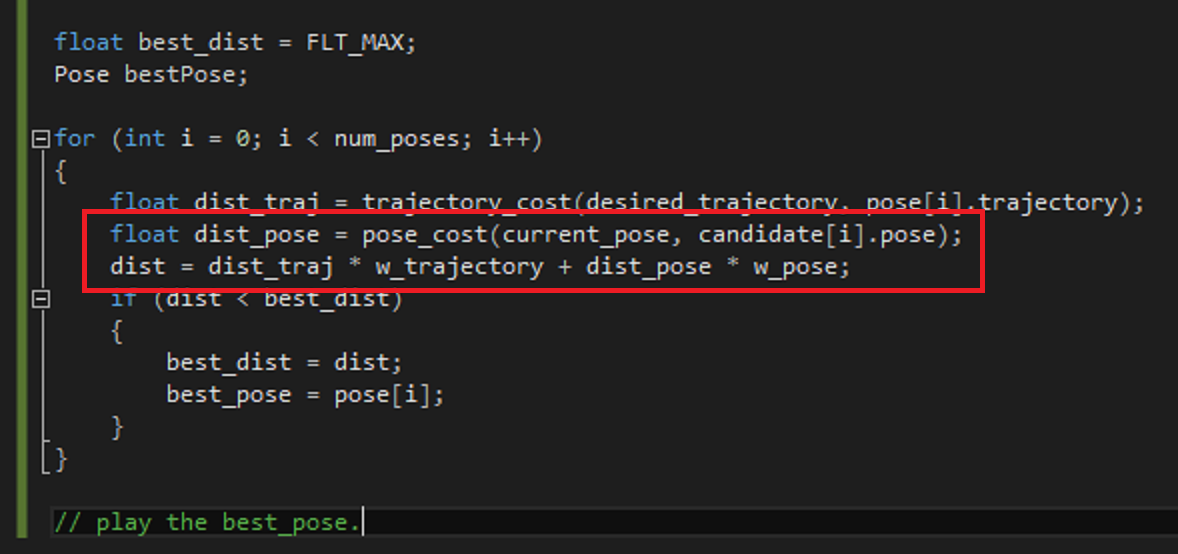 float best_dist = FLT_MAX;
Pose bestPose;
for (int i = 0; i < num_poses; i++)
{
float dist_traj = trajectory_cost(desired_trajectory, pose[i].trajectory);
float dist_pose = pose_cost(current_pose, candidate[i].pose);
dist = dist_traj * w_trajectory + dist_pose * w_pose;
if (dist < best_dist)
{
best_dist = dist;
best_pose = pose[i];
}
}
// play the best_pose.